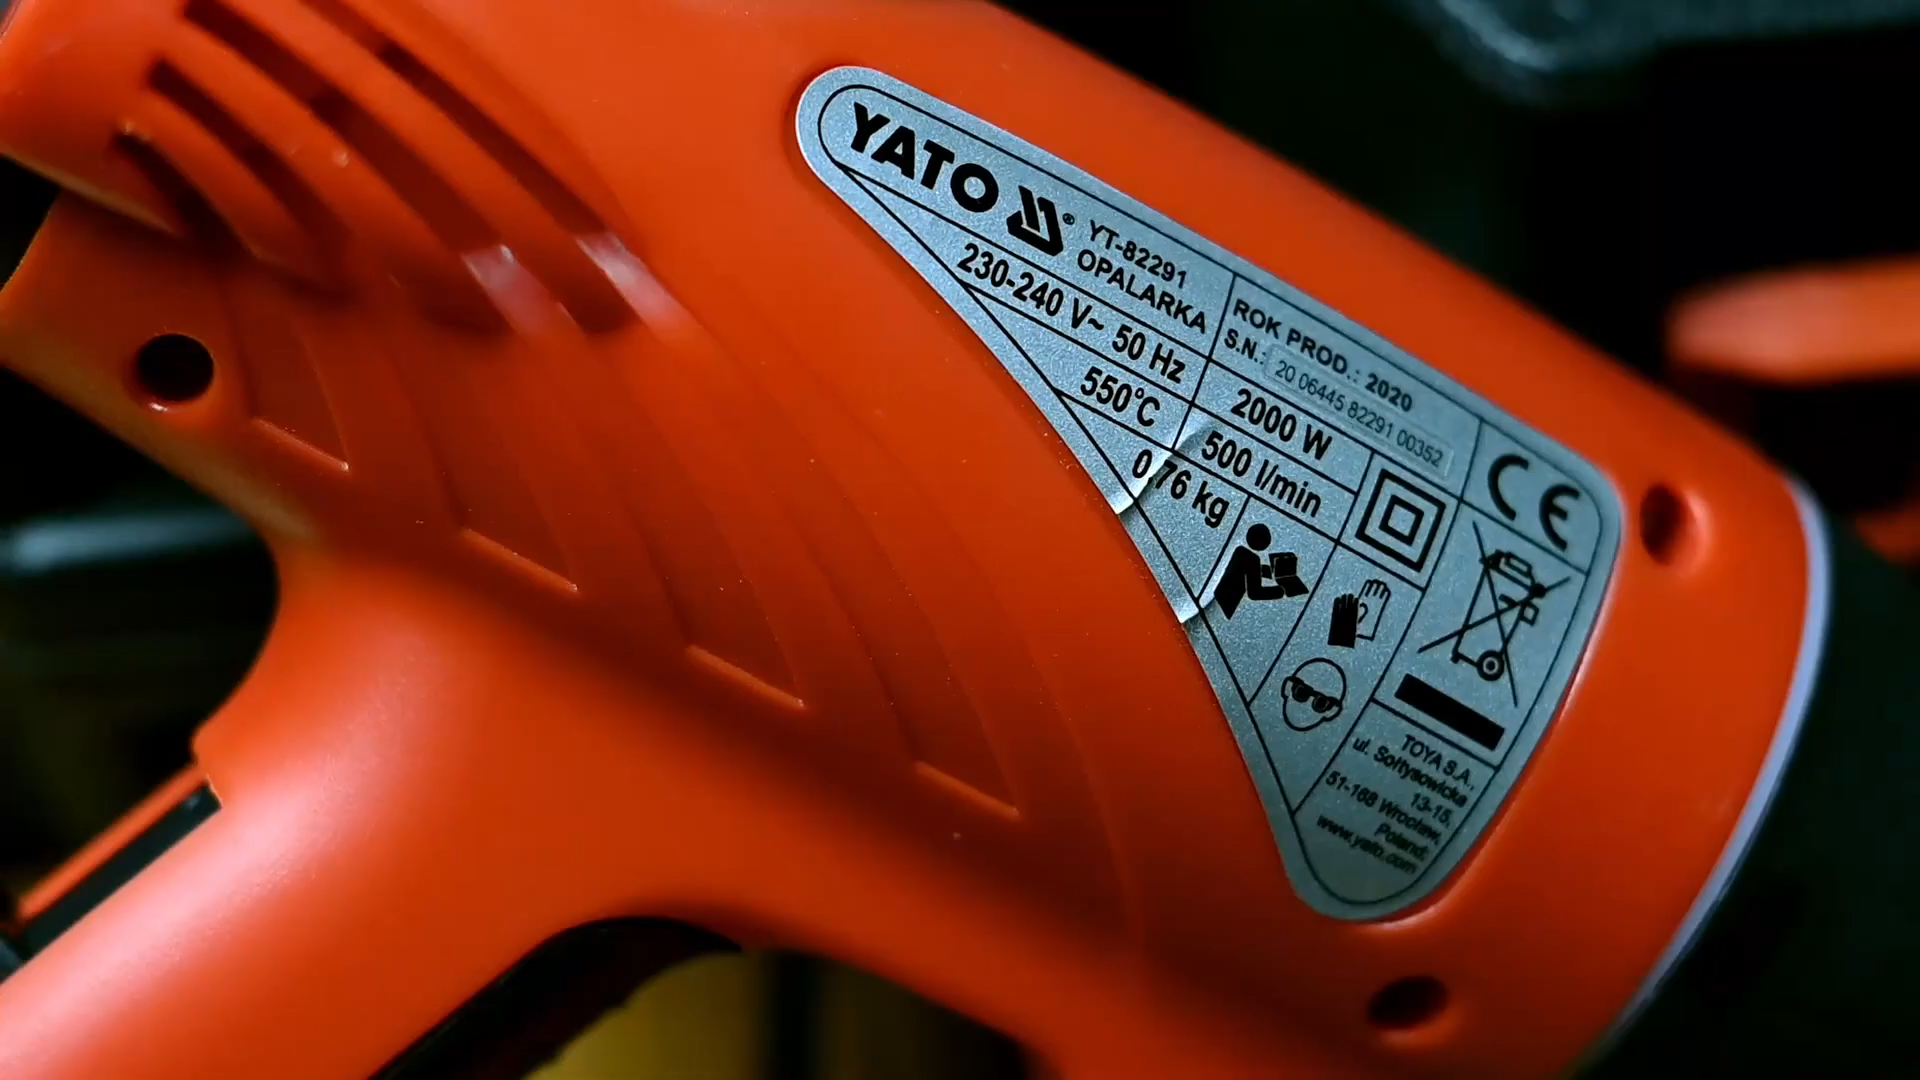 YATO ® YT-82291
OPALARKA
ROK PROD.: 2020
S.N.: 20 06445 82291 00352
230-240 V~ 50 Hz
2000 W
550°C
500 l/min
0,76 kg
CE
TOYA S.A.,
ul. Sołtysowicka
13-15,
51-168 Wrocław,
Poland;
www.yato.com